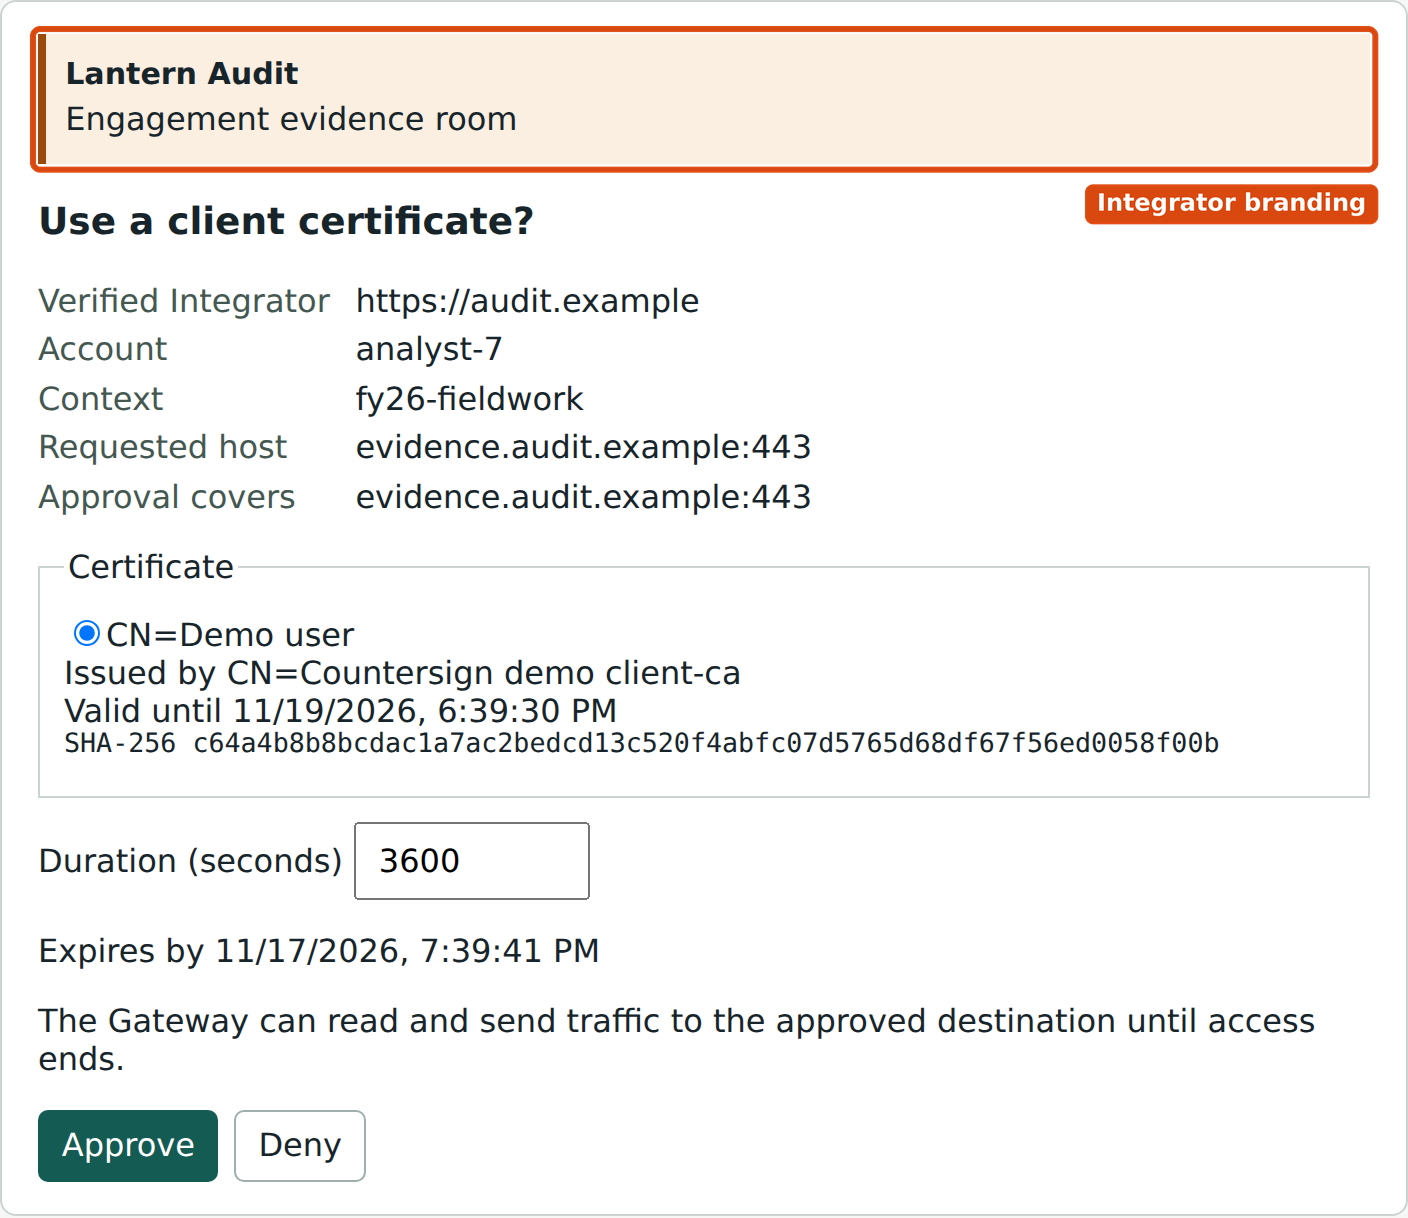 Lantern Audit
Engagement evidence room
Integrator branding
Use a client certificate?
Verified Integrator https://audit.example
Account analyst-7
Context fy26-fieldwork
Requested host evidence.audit.example:443
Approval covers evidence.audit.example:443
Certificate
CN=Demo user
Issued by CN=Countersign demo client-ca
Valid until 11/19/2026, 6:39:30 PM
SHA-256 c64a4b8b8bcdac1a7ac2bedcd13c520f4abfc07d5765d68df67f56ed0058f00b
Duration (seconds) 3600
Expires by 11/17/2026, 7:39:41 PM
The Gateway can read and send traffic to the approved destination until access
ends.
Approve Deny